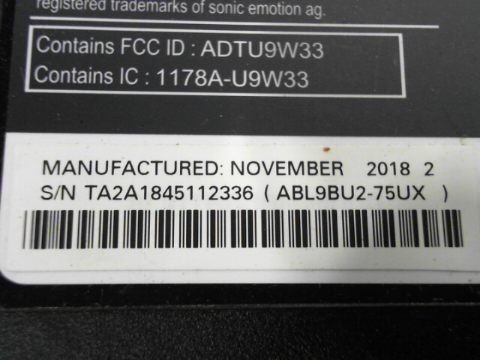 registered trademarks of sonic emotion ag.
Contains FCC ID : ADTU9W33
Contains IC : 1178A-U9W33
MANUFACTURED: NOVEMBER 2018 2
S/N TA2A1845112336 ( ABL9BU2-75UX )